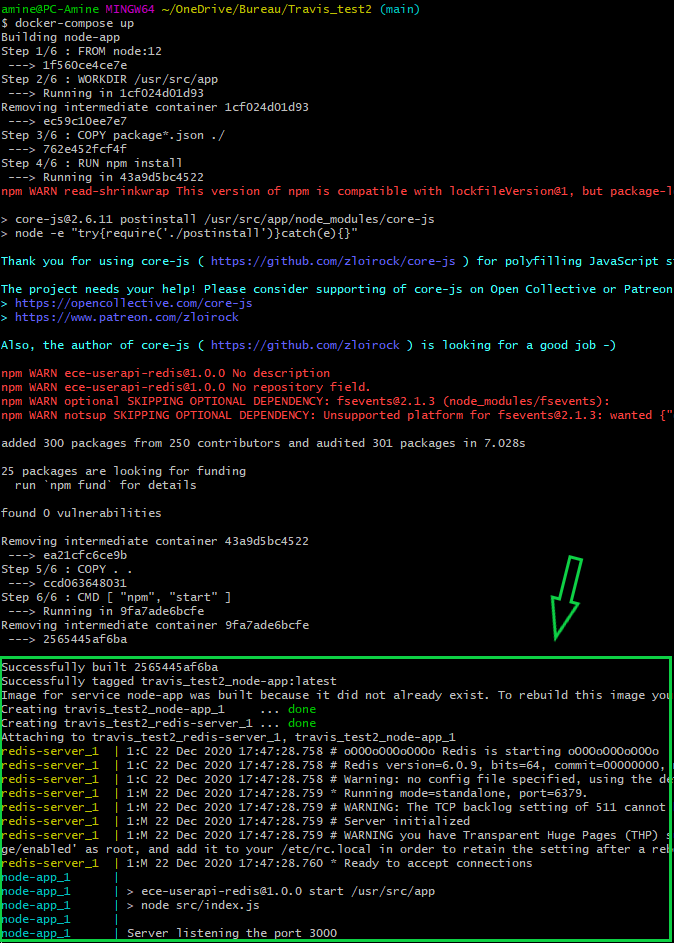 amine@PC-Amine MINGW64 ~/OneDrive/Bureau/Travis_test2 (main)
$ docker-compose up
Building node-app
Step 1/6 : FROM node:12
 ---> 1f560ce4ce7e
Step 2/6 : WORKDIR /usr/src/app
 ---> Running in 1cf024d01d93
Removing intermediate container 1cf024d01d93
 ---> ec59c10ee7e7
Step 3/6 : COPY package*.json ./
 ---> 762e452fcf4f
Step 4/6 : RUN npm install
 ---> Running in 43a9d5bc4522
npm WARN read-shrinkwrap This version of npm is compatible with lockfileVersion@1, but package-l
> core-js@2.6.11 postinstall /usr/src/app/node_modules/core-js
> node -e "try{require('./postinstall')}catch(e){}"
Thank you for using core-js ( https://github.com/zloirock/core-js ) for polyfilling JavaScript s
The project needs your help! Please consider supporting of core-js on Open Collective or Patreon
> https://opencollective.com/core-js
> https://www.patreon.com/zloirock
Also, the author of core-js ( https://github.com/zloirock ) is looking for a good job -)
npm WARN ece-userapi-redis@1.0.0 No description
npm WARN ece-userapi-redis@1.0.0 No repository field.
npm WARN optional SKIPPING OPTIONAL DEPENDENCY: fsevents@2.1.3 (node_modules/fsevents):
npm WARN notsup SKIPPING OPTIONAL DEPENDENCY: Unsupported platform for fsevents@2.1.3: wanted {"
added 300 packages from 250 contributors and audited 301 packages in 7.028s
25 packages are looking for funding
  run `npm fund` for details
found 0 vulnerabilities
Removing intermediate container 43a9d5bc4522
 ---> ea21cfc6ce9b
Step 5/6 : COPY . .
 ---> ccd063648031
Step 6/6 : CMD [ "npm", "start" ]
 ---> Running in 9fa7ade6bcfe
Removing intermediate container 9fa7ade6bcfe
 ---> 2565445af6ba
Successfully built 2565445af6ba
Successfully tagged travis_test2_node-app:latest
Image for service node-app was built because it did not already exist. To rebuild this image you
Creating travis_test2_node-app_1     ... done
Creating travis_test2_redis-server_1 ... done
Attaching to travis_test2_redis-server_1, travis_test2_node-app_1
redis-server_1  | 1:C 22 Dec 2020 17:47:28.758 # oO0OoO0OoO0Oo Redis is starting oO0OoO0OoO0Oo
redis-server_1  | 1:C 22 Dec 2020 17:47:28.758 # Redis version=6.0.9, bits=64, commit=00000000,
redis-server_1  | 1:C 22 Dec 2020 17:47:28.758 # Warning: no config file specified, using the de
redis-server_1  | 1:M 22 Dec 2020 17:47:28.759 * Running mode=standalone, port=6379.
redis-server_1  | 1:M 22 Dec 2020 17:47:28.759 # WARNING: The TCP backlog setting of 511 cannot
redis-server_1  | 1:M 22 Dec 2020 17:47:28.759 # Server initialized
redis-server_1  | 1:M 22 Dec 2020 17:47:28.759 # WARNING you have Transparent Huge Pages (THP) s
ge/enabled' as root, and add it to your /etc/rc.local in order to retain the setting after a reb
redis-server_1  | 1:M 22 Dec 2020 17:47:28.760 * Ready to accept connections
node-app_1      |
node-app_1      | > ece-userapi-redis@1.0.0 start /usr/src/app
node-app_1      | > node src/index.js
node-app_1      |
node-app_1      | Server listening the port 3000